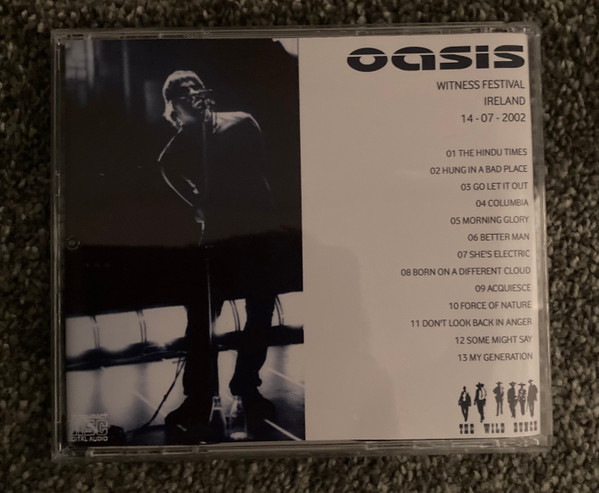 oasis
WITNESS FESTIVAL
IRELAND
14 - 07 - 2002
01 THE HINDU TIMES
02 HUNG IN A BAD PLACE
03 GO LET IT OUT
04 COLUMBIA
05 MORNING GLORY
06 BETTER MAN
07 SHE'S ELECTRIC
08 BORN ON A DIFFERENT CLOUD
09 ACQUIESCE
10 FORCE OF NATURE
11 DON'T LOOK BACK IN ANGER
12 SOME MIGHT SAY
13 MY GENERATION
THE WILD BUNCH
DIGITAL AUDIO